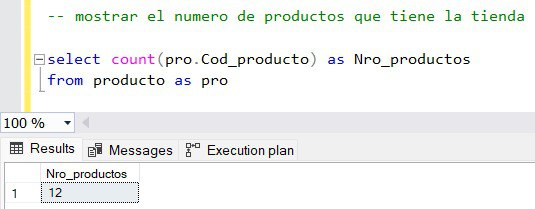 -- mostrar el numero de productos que tiene la tienda
select count(pro.Cod_producto) as Nro_productos
from producto as pro
100 %
Results Messages Execution plan
Nro_productos
1 12